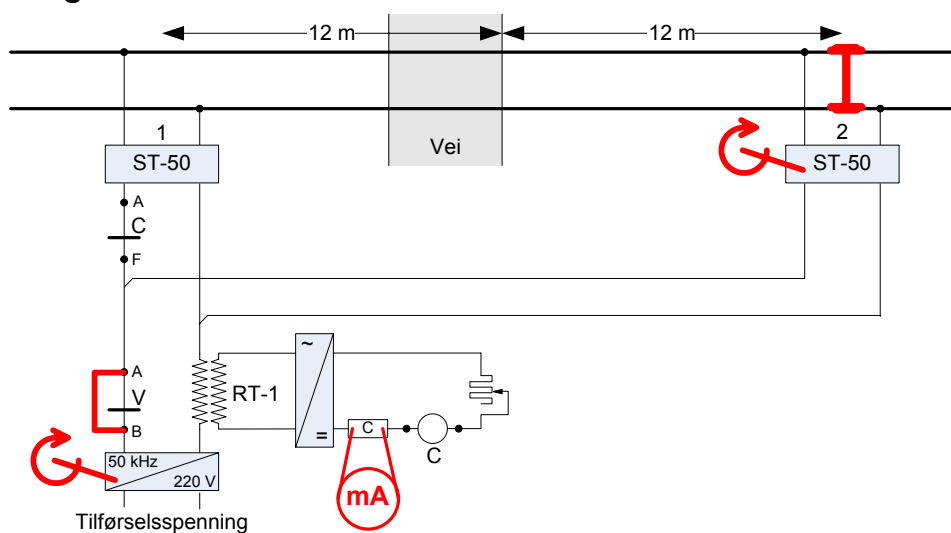 12 m
12 m
1
Vei
2
ST-50
ST-50
A
C
F
A
V
B
RT-1
~
=
C
C
mA
50 kHz
220 V
Tilførselsspenning